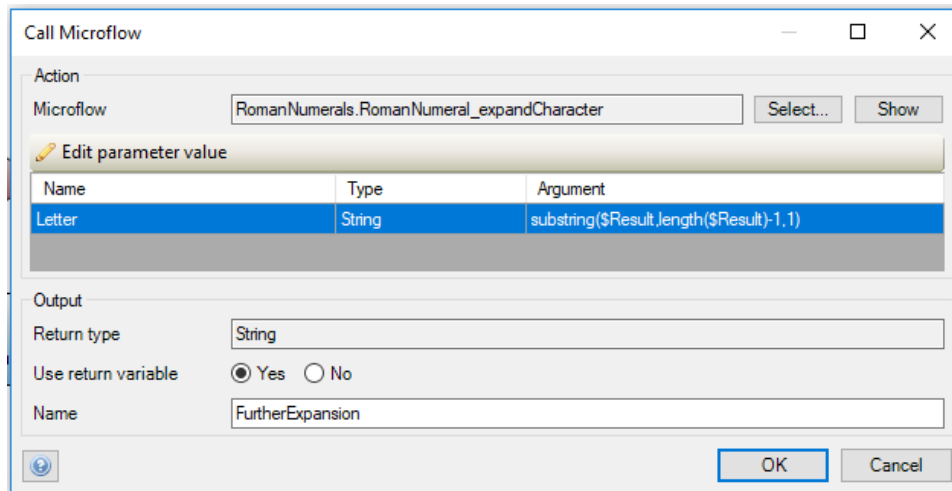 Call Microflow
Action
Microflow RomanNumerals.RomanNumeral_expandCharacter Select... Show
Edit parameter value
Name Type Argument
Letter String substring($Result,length($Result)-1,1)
Output
Return type String
Use return variable Yes No
Name FurtherExpansion
OK Cancel